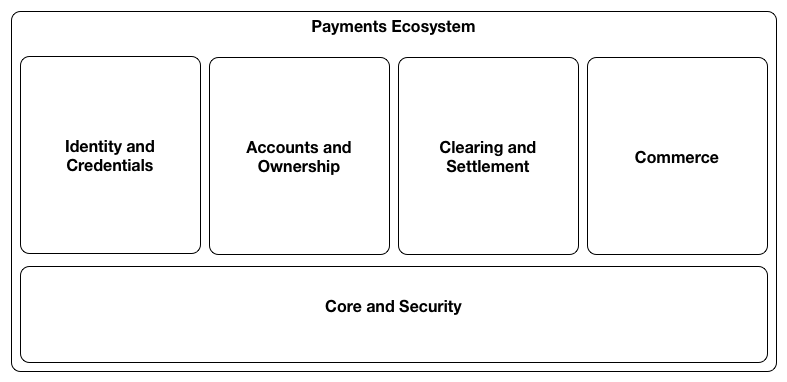 Payments Ecosystem
Identity and
Credentials
Accounts and
Ownership
Clearing and
Settlement
Commerce
Core and Security